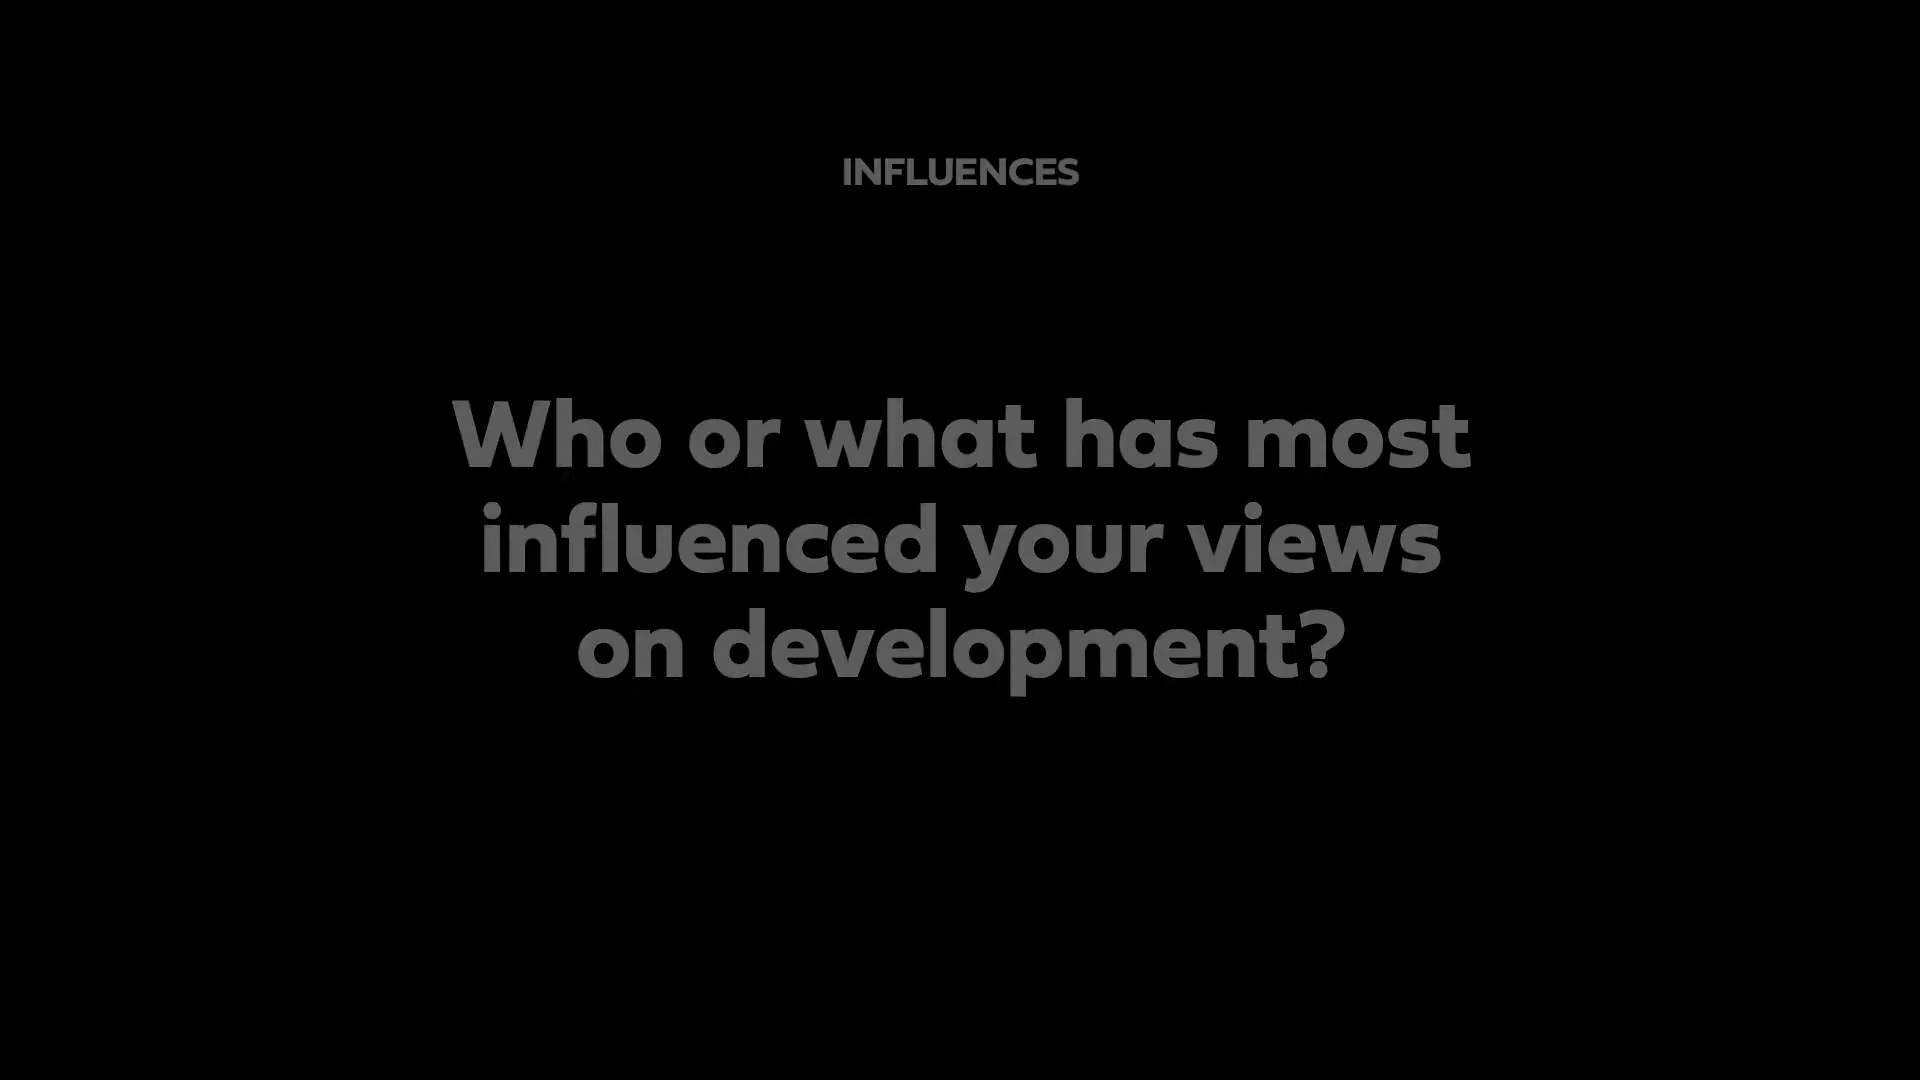 INFLUENCES
Who or what has most
influenced your views
on development?